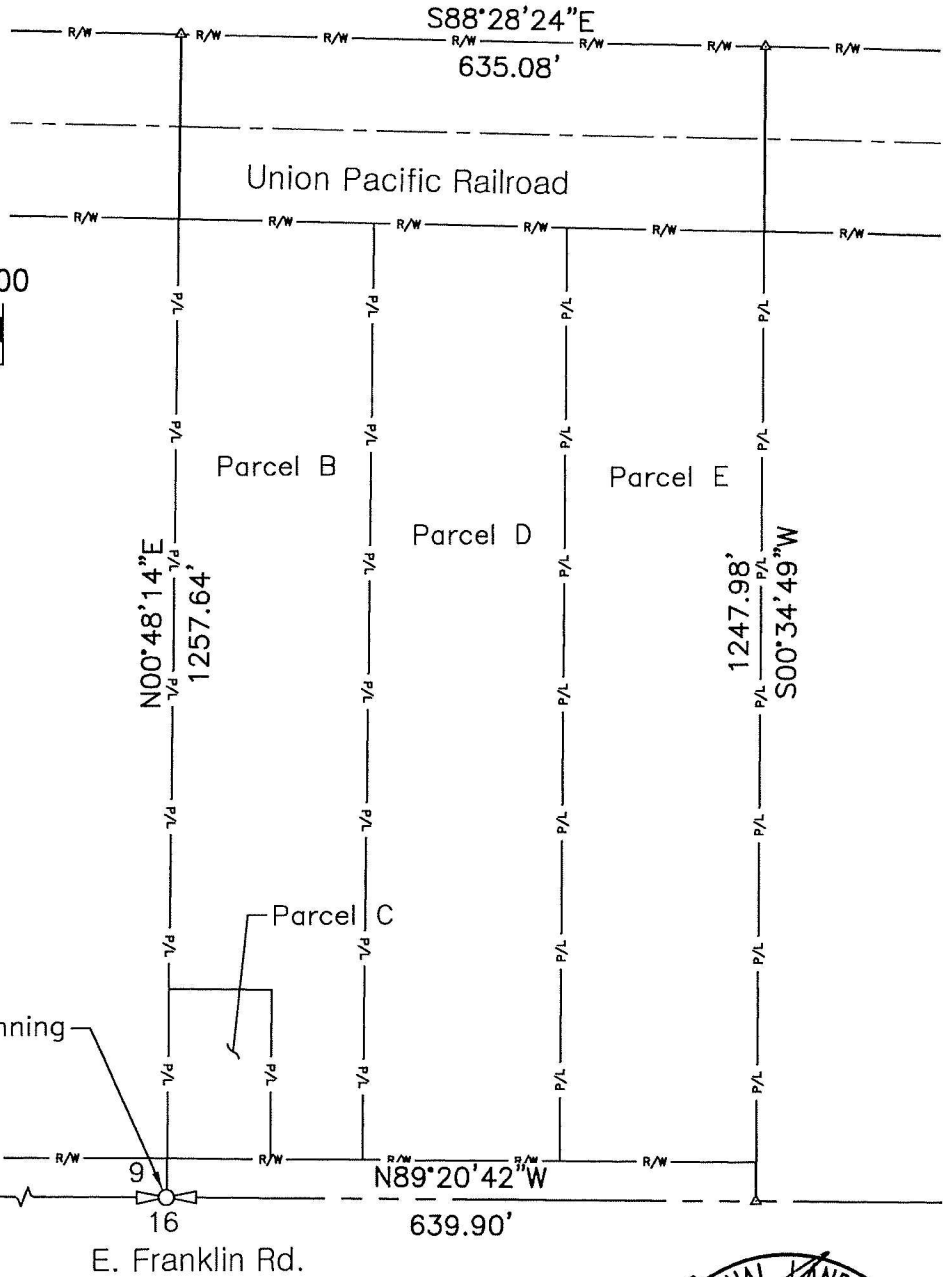 S88°28'24"E
R/W R/W R/W R/W R/W R/W
635.08'
Union Pacific Railroad
R/W R/W R/W R/W R/W R/W
00
P/L P/L P/L P/L
P/L P/L P/L P/L
Parcel B
Parcel E
Parcel D
N00°48'14"E
1257.64'
1247.98'
S00°34'49"W
P/L P/L P/L P/L
P/L P/L P/L P/L
P/L P/L P/L P/L
Parcel C
P/L P/L P/L P/L
nning
P/L P/L P/L P/L P/L
R/W R/W R/W R/W R/W
9
N89°20'42"W
16
639.90'
E. Franklin Rd.